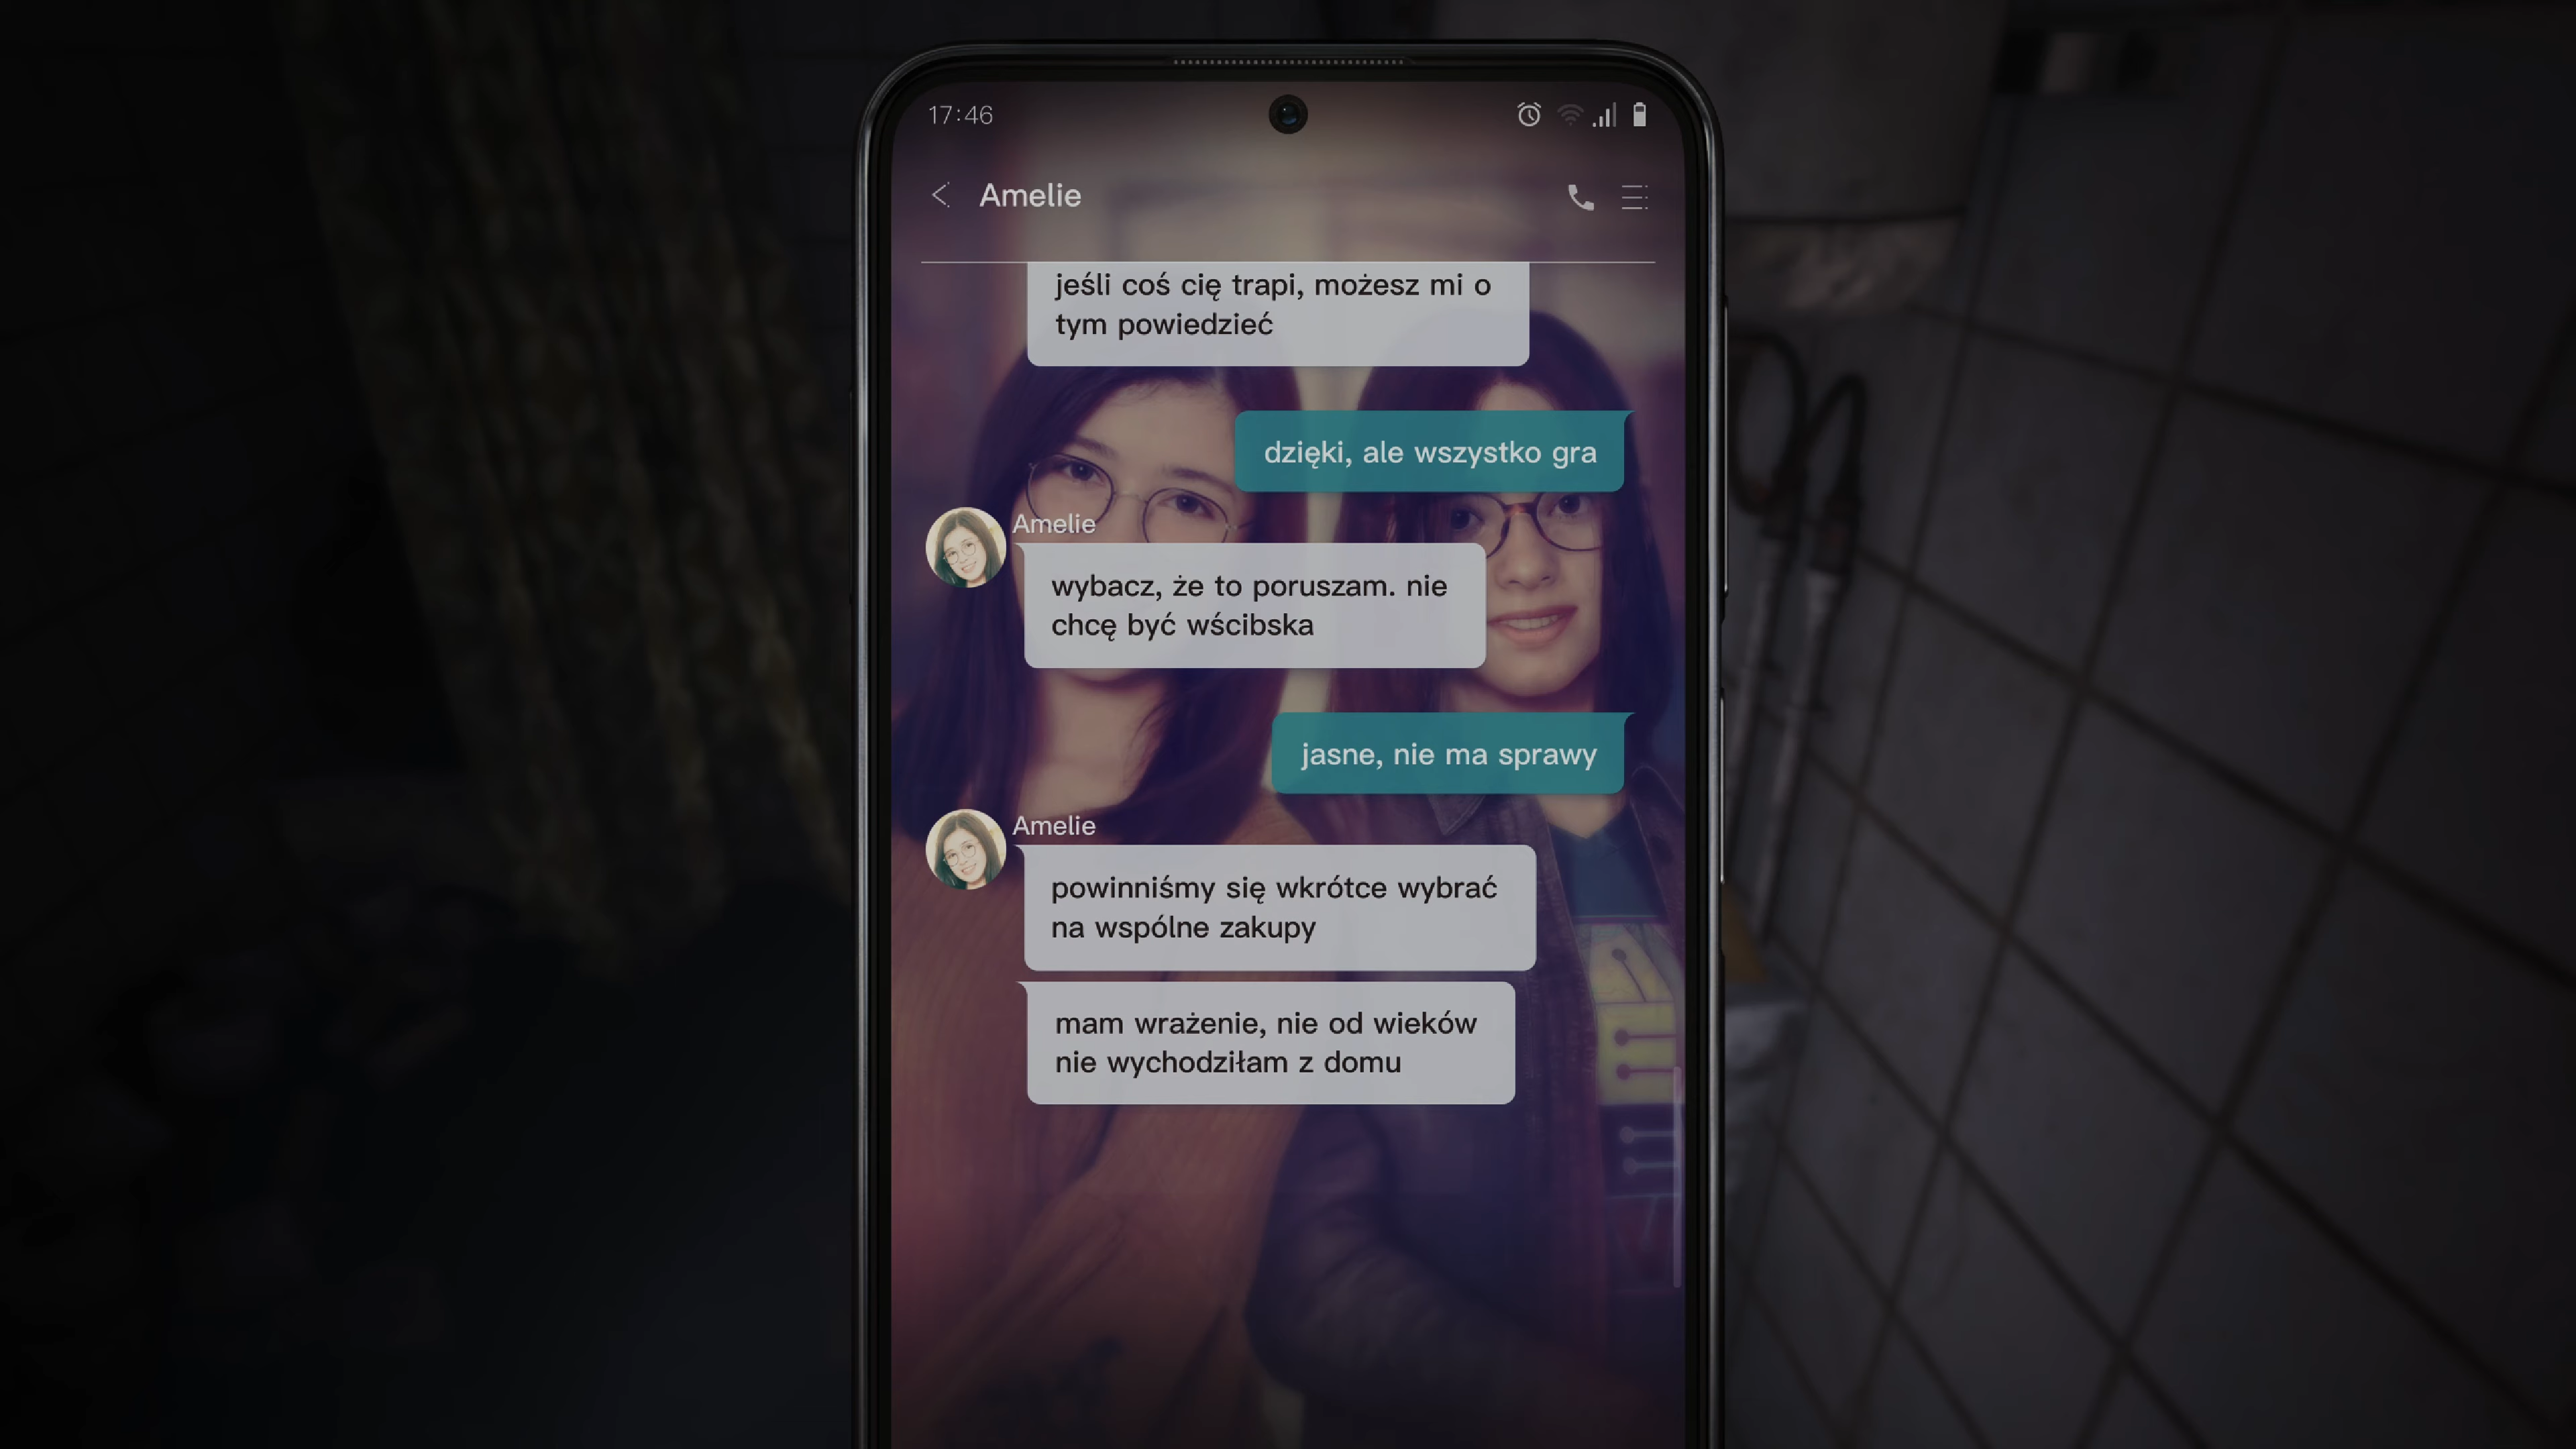 17:46
Amelie
jeśli coś cię trapi, możesz mi o
tym powiedzieć
dzięki, ale wszystko gra
Amelie
wybacz, że to poruszam. nie
chcę być wścibska
jasne, nie ma sprawy
Amelie
powinniśmy się wkrótce wybrać
na wspólne zakupy
mam wrażenie, nie od wieków
nie wychodziłam z domu